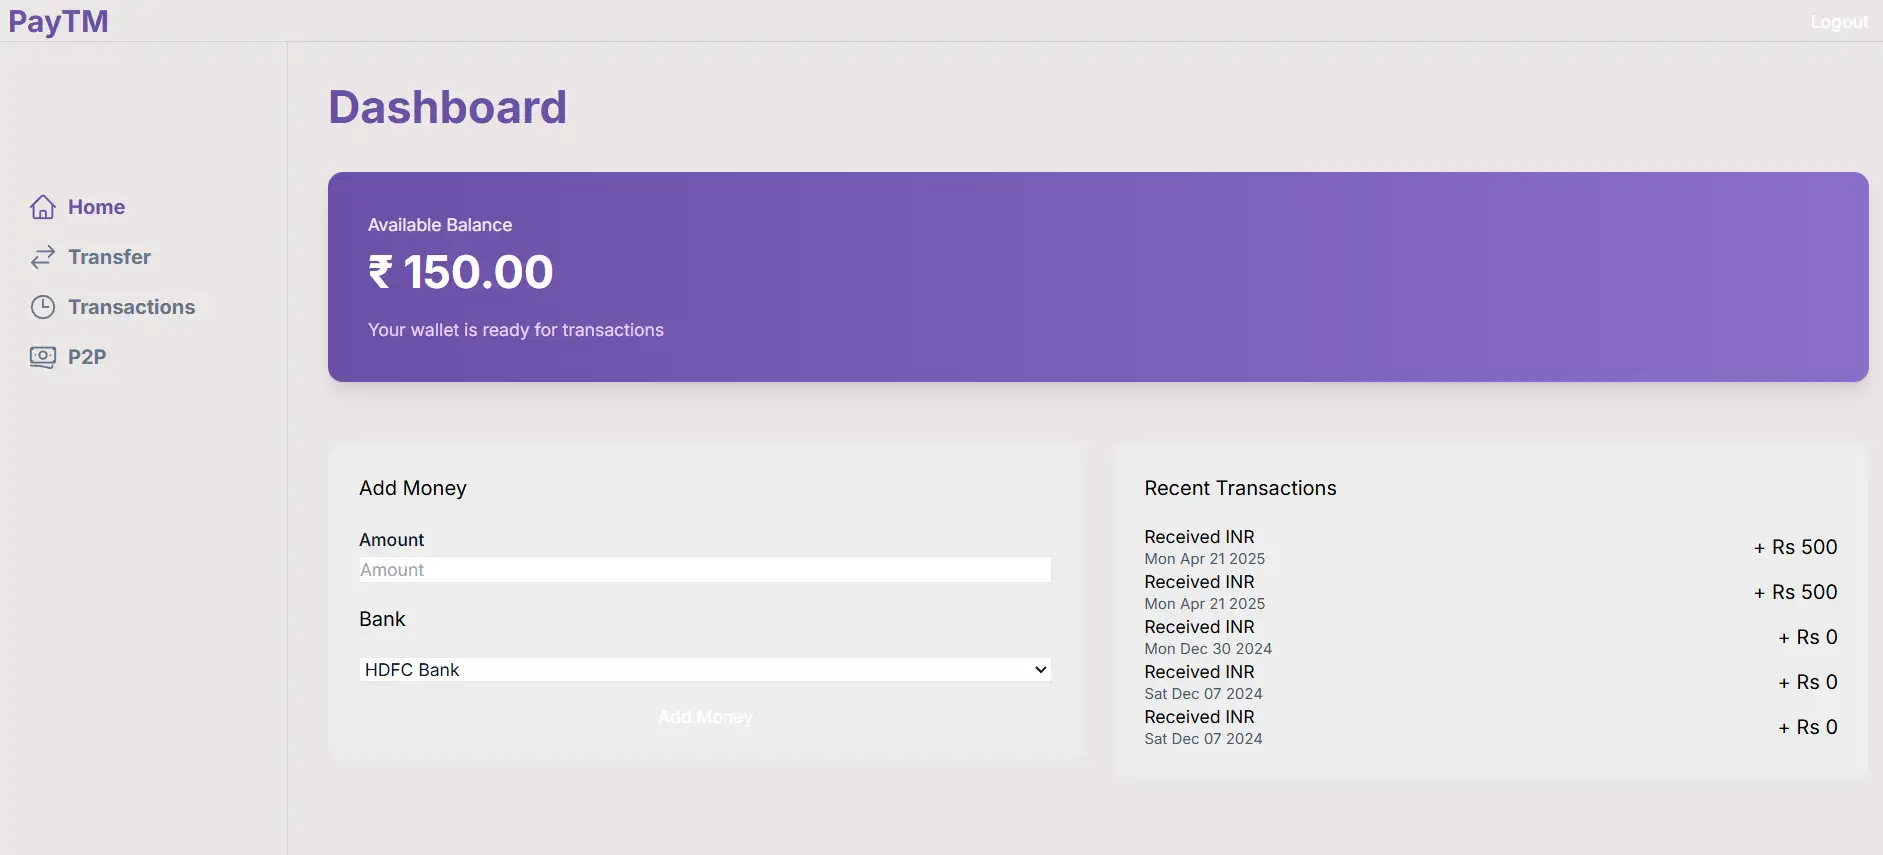 PayTM
Logout
Home
Transfer
Transactions
P2P
Dashboard
Available Balance
₹ 150.00
Your wallet is ready for transactions
Add Money
Amount
Amount
Bank
HDFC Bank
Add Money
Recent Transactions
Received INR
Mon Apr 21 2025
+ Rs 500
Received INR
Mon Apr 21 2025
+ Rs 500
Received INR
Mon Dec 30 2024
+ Rs 0
Received INR
Sat Dec 07 2024
+ Rs 0
Received INR
Sat Dec 07 2024
+ Rs 0